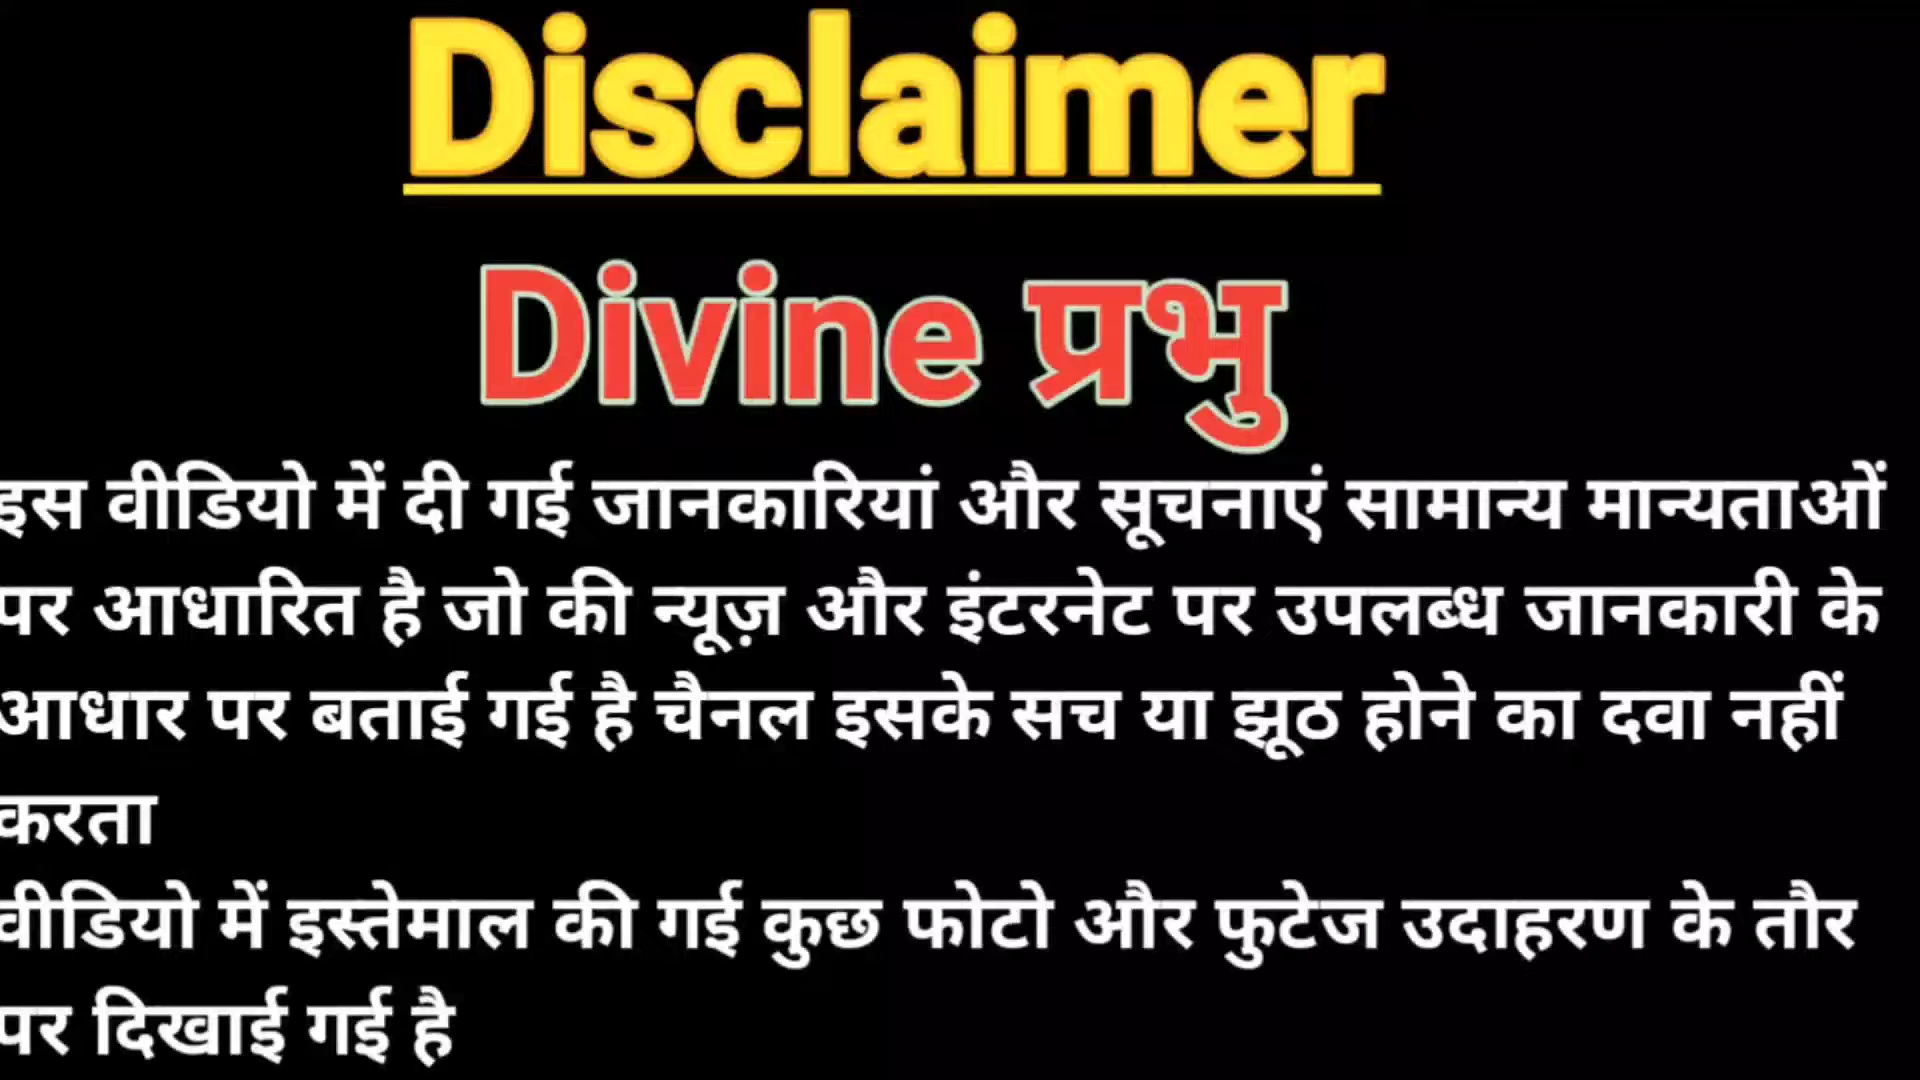 Disclaimer
Divine प्रभु
इस वीडियो में दी गई जानकारियां और सूचनाएं सामान्य मान्यताओं
पर आधारित है जो की न्यूज़ और इंटरनेट पर उपलब्ध जानकारी के
आधार पर बताई गई है चैनल इसके सच या झूठ होने का दवा नहीं
करता
वीडियो में इस्तेमाल की गई कुछ फोटो और फुटेज उदाहरण के तौर
पर दिखाई गई है